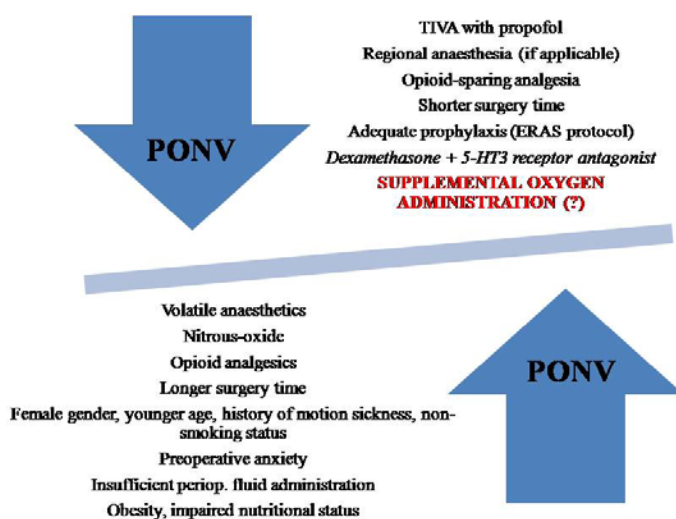 TIVA with propofol
Regional anaesthesia (if applicable)
Opioid-sparing analgesia
Shorter surgery time
Adequate prophylaxis (ERAS protocol)
Dexamethasone + 5-HT3 receptor antagonist
SUPPLEMENTAL OXYGEN
ADMINISTRATION (?)
PONV
Volatile anaesthetics
Nitrous-oxide
Opioid analgesics
Longer surgery time
Female gender, younger age, history of motion sickness, non-
smoking status
Preoperative anxiety
Insufficient periop. fluid administration
Obesity, impaired nutritional status
PONV